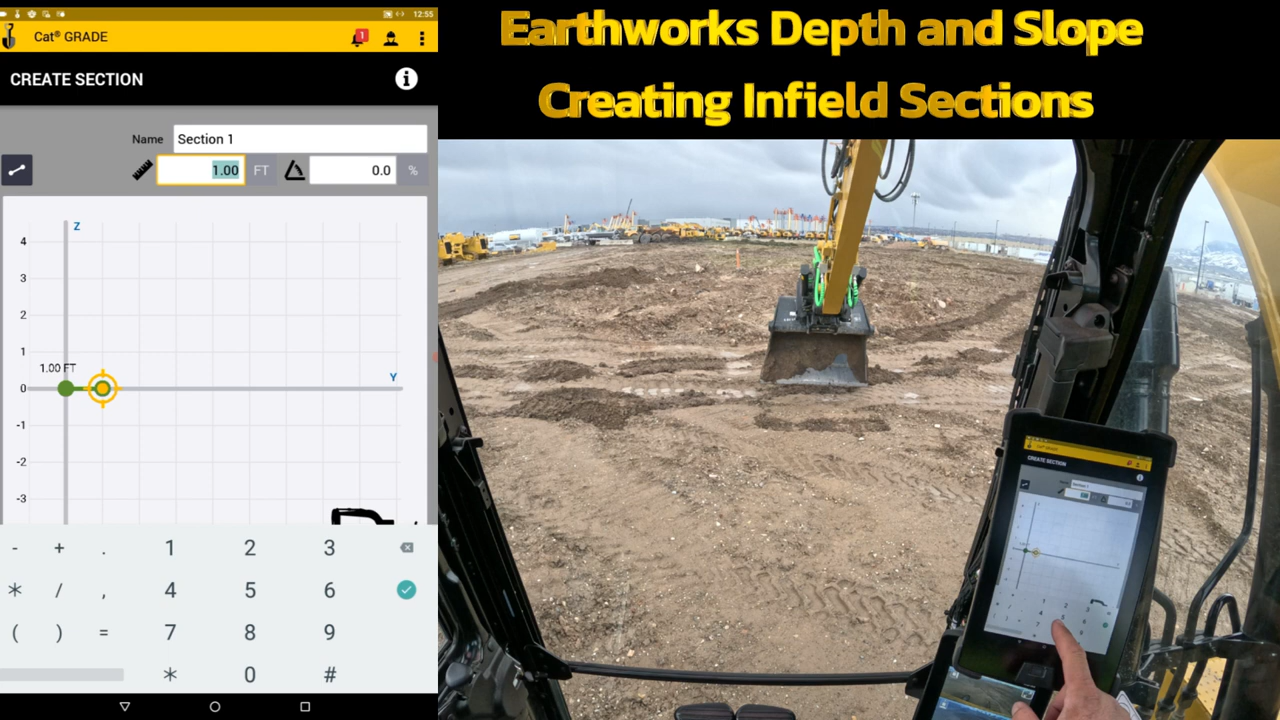 12:55
Cat® GRADE
1
CREATE SECTION
Name Section 1
1.00 FT 0.0 %
Z
4
3
2
1
1.00 FT
0
Y
-1
-2
-3
- + . 1 2 3
* / , 4 5 6
( ) = 7 8 9
* 0 #
Earthworks Depth and Slope
Creating Infield Sections
CREATE SECTION